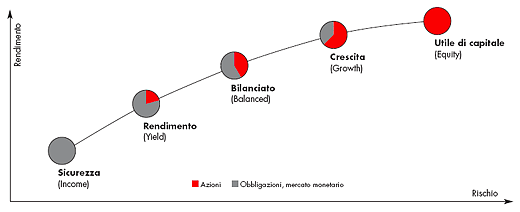 Rendimento
Utile di capitale
(Equity)
Crescita
(Growth)
Bilanciato
(Balanced)
Rendimento
(Yield)
Sicurezza
(Income)
Azioni
Obbligazioni, mercato monetario
Rischio